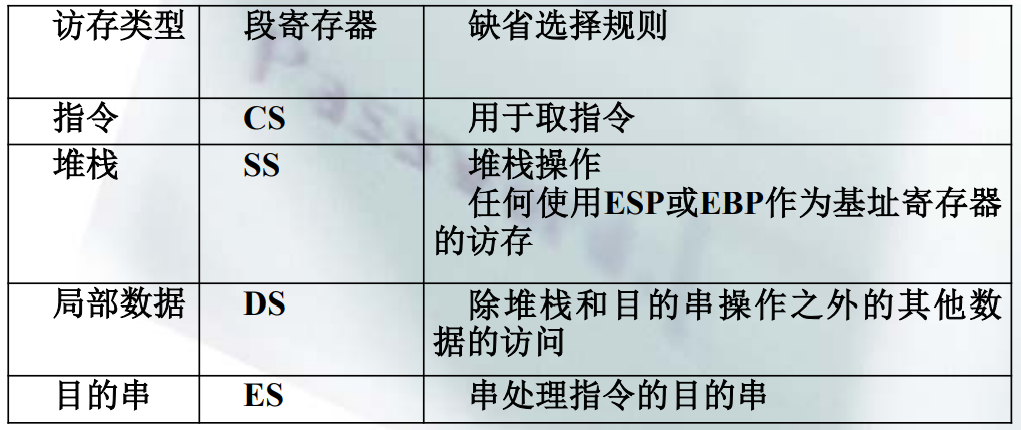 访存类型 段寄存器 缺省选择规则
指令 CS 用于取指令
堆栈 SS 堆栈操作
任何使用ESP或EBP作为基址寄存器
的访存
局部数据 DS 除堆栈和目的串操作之外的其他数
据的访问
目的串 ES 串处理指令的目的串